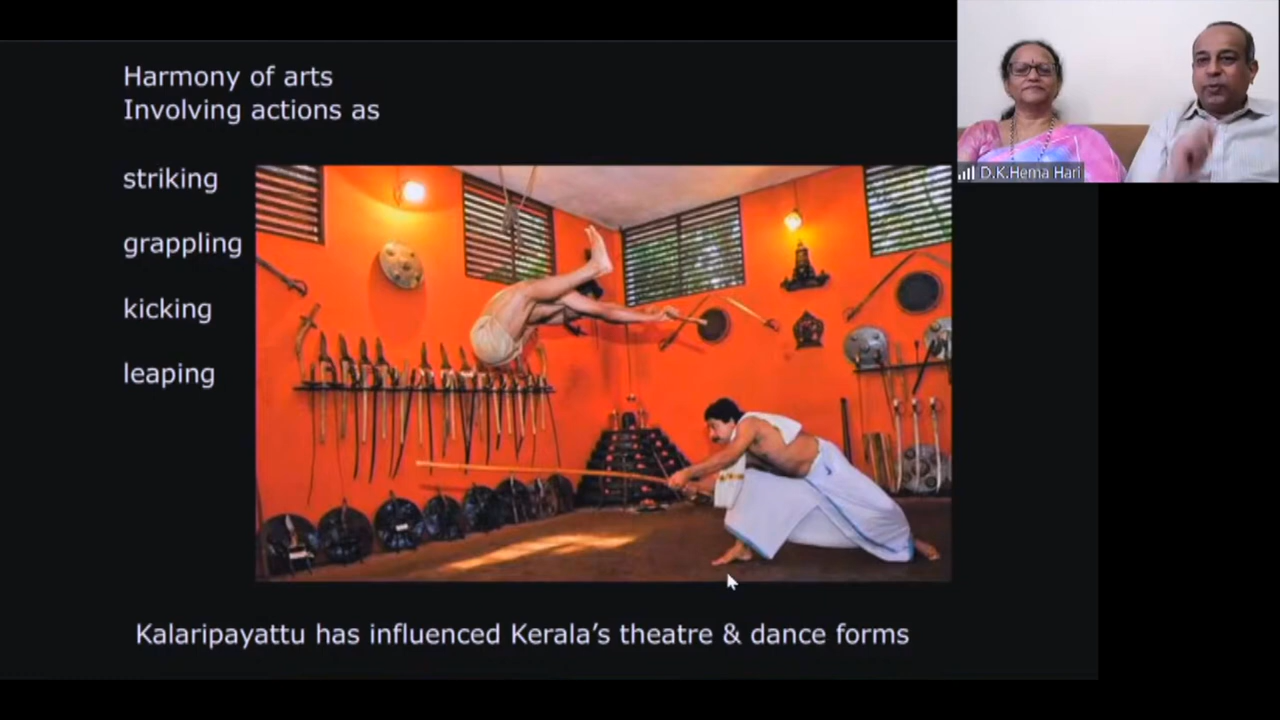 Harmony of arts
Involving actions as
striking
grappling
kicking
leaping
Kalaripayattu has influenced Kerala's theatre & dance forms
D.K.Hema Hari